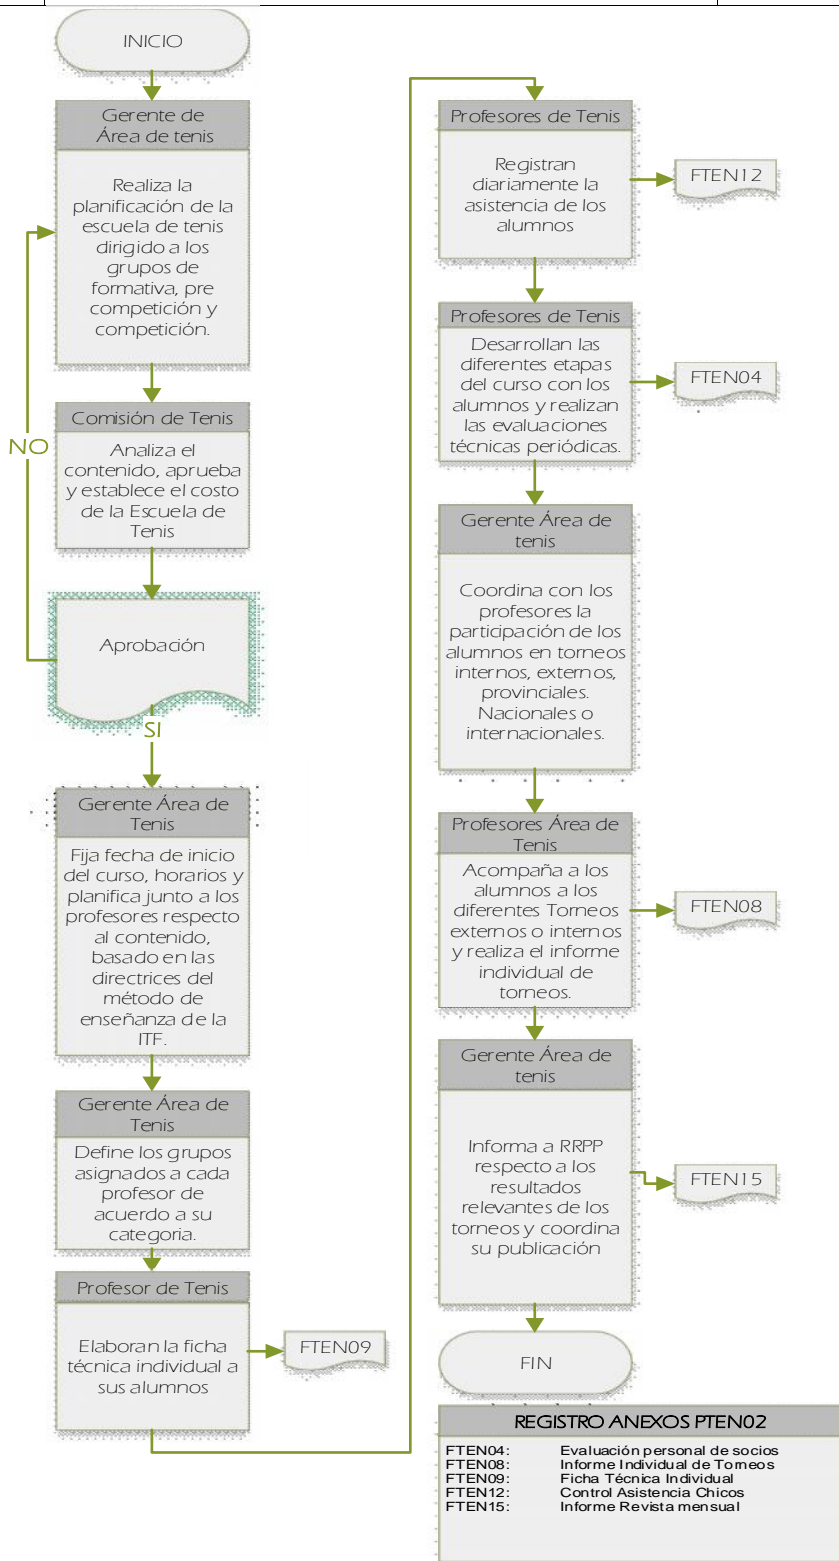 INICIO
Gerente de
Área de tenis
Realiza la
planificación de la
escuela de tenis
dirigido a los
grupos de
formativa, pre
competición y
competición.
Comisión de Tenis
Analiza el
contenido, aprueba
y establece el costo
de la Escuela de
Tenis
NO
Aprobación
SI
Gerente Área de
Tenis
Fija fecha de inicio
del curso, horarios y
planifica junto a los
profesores respecto
al contenido,
basado en las
directrices del
método de
enseñanza de la
ITF.
Gerente Área de
Tenis
Define los grupos
asignados a cada
profesor de
acuerdo a su
categoria.
Profesor de Tenis
Elaboran la ficha
técnica individual a
sus alumnos
FTEN09
Profesores de Tenis
Registran
diariamente la
asistencia de los
alumnos
FTEN12
Profesores de Tenis
Desarrollan las
diferentes etapas
del curso con los
alumnos y realizan
las evaluaciones
técnicas periódicas.
FTEN04
Gerente Área de
tenis
Coordina con los
profesores la
participación de los
alumnos en torneos
internos, externos,
provinciales.
Nacionales o
internacionales.
Profesores Área de
Tenis
Acompaña a los
alumnos a los
diferentes Torneos
externos o internos
y realiza el informe
individual de
torneos.
FTEN08
Gerente Área de
tenis
Informa a RRPP
respecto a los
resultados
relevantes de los
torneos y coordina
su publicación
FTEN15
FIN
REGISTRO ANEXOS PTEN02
FTEN04: Evaluación personal de socios
FTEN08: Informe Individual de Torneos
FTEN09: Ficha Técnica Individual
FTEN12: Control Asistencia Chicos
FTEN15: Informe Revista mensual